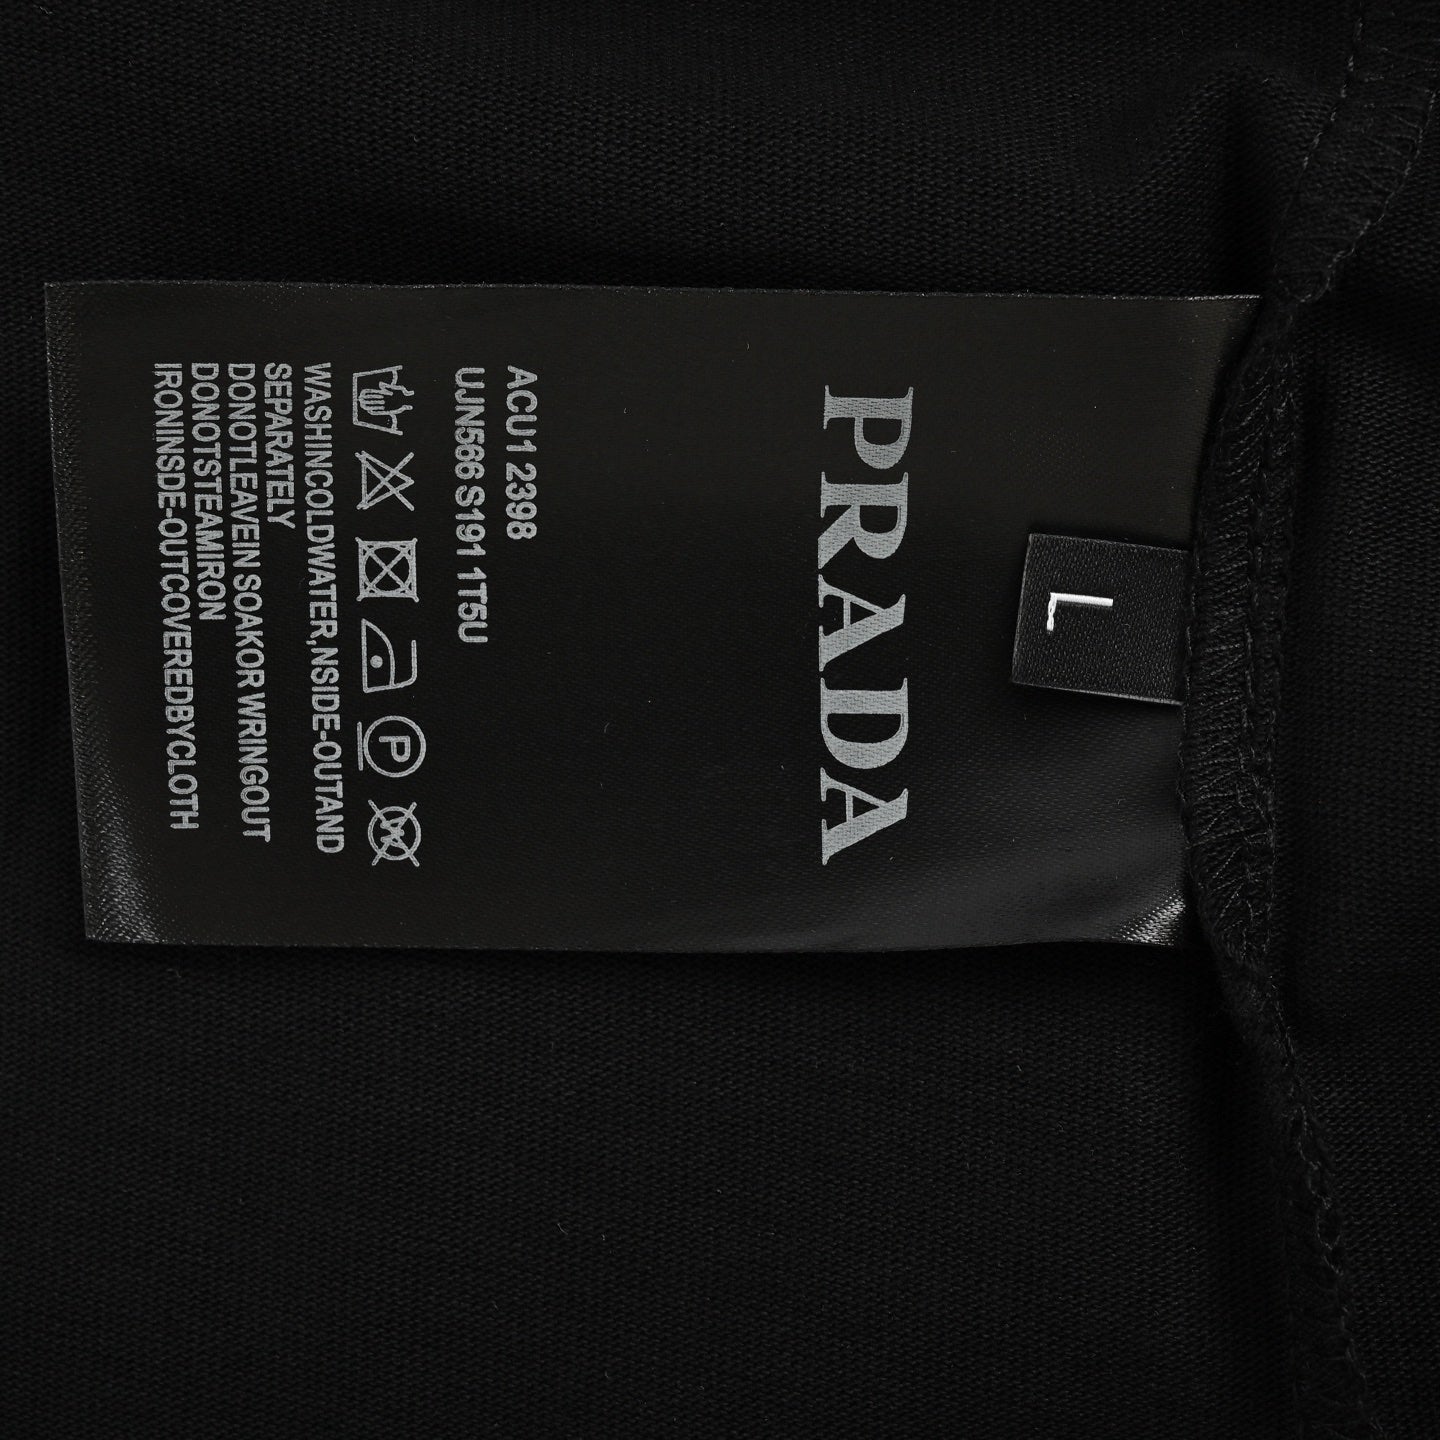 L
PRADA
ACU1 2398
UJN566 S191 1T5U
P
WASHINCOLDWATER,NSIDE-OUTAND
SEPARATELY
DONOTLEAVEIN SOAKOR WRINGOUT
DONOTSTEAMIRON
IRONINSIDE-OUTCOVEREDBYCLOTH